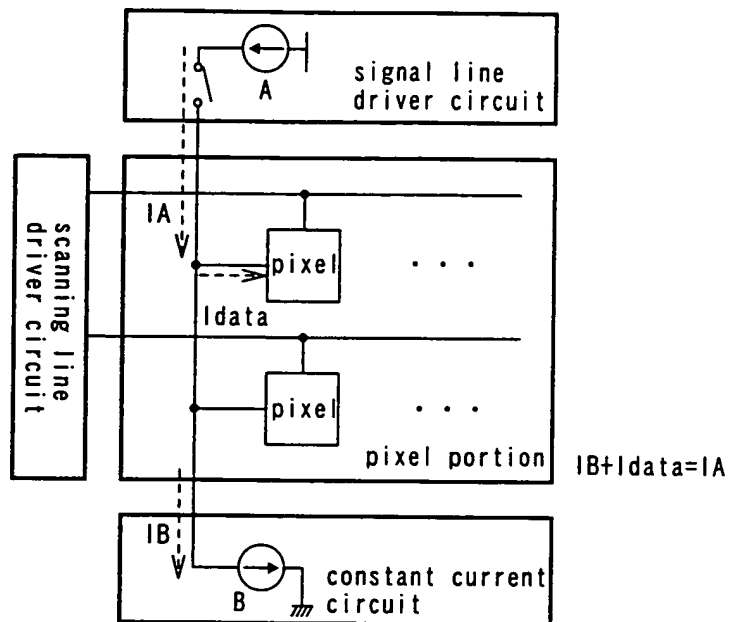 A
signal line
driver circuit
scanning line
driver circuit
IA
pixel
. . .
Idata
pixel
. . .
pixel portion
IB+Idata=IA
IB
B
constant current
circuit